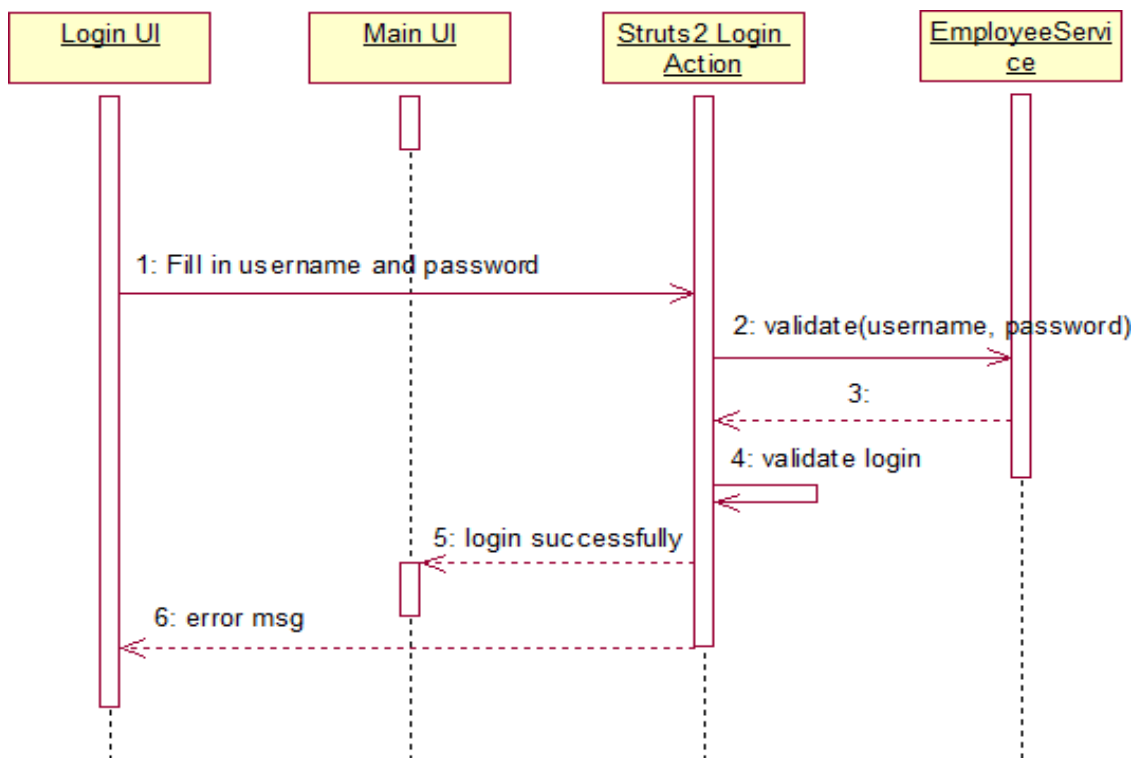 Login UI
Main UI
Struts2 Login
Action
EmployeeServi
ce
1: Fill in username and password
2: validate(username, password)
3:
4: validate login
5: login successfully
6: error msg